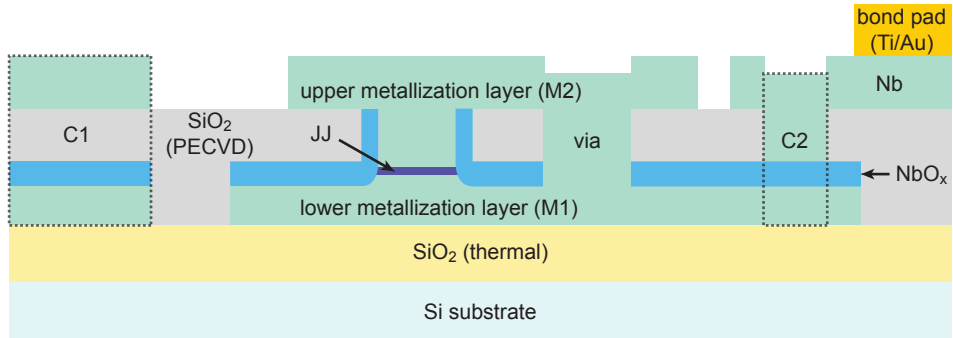 bond pad
(Ti/Au)
upper metallization layer (M2)
Nb
C1
SiO₂
(PECVD)
JJ
via
C2
NbOₓ
lower metallization layer (M1)
SiO₂ (thermal)
Si substrate